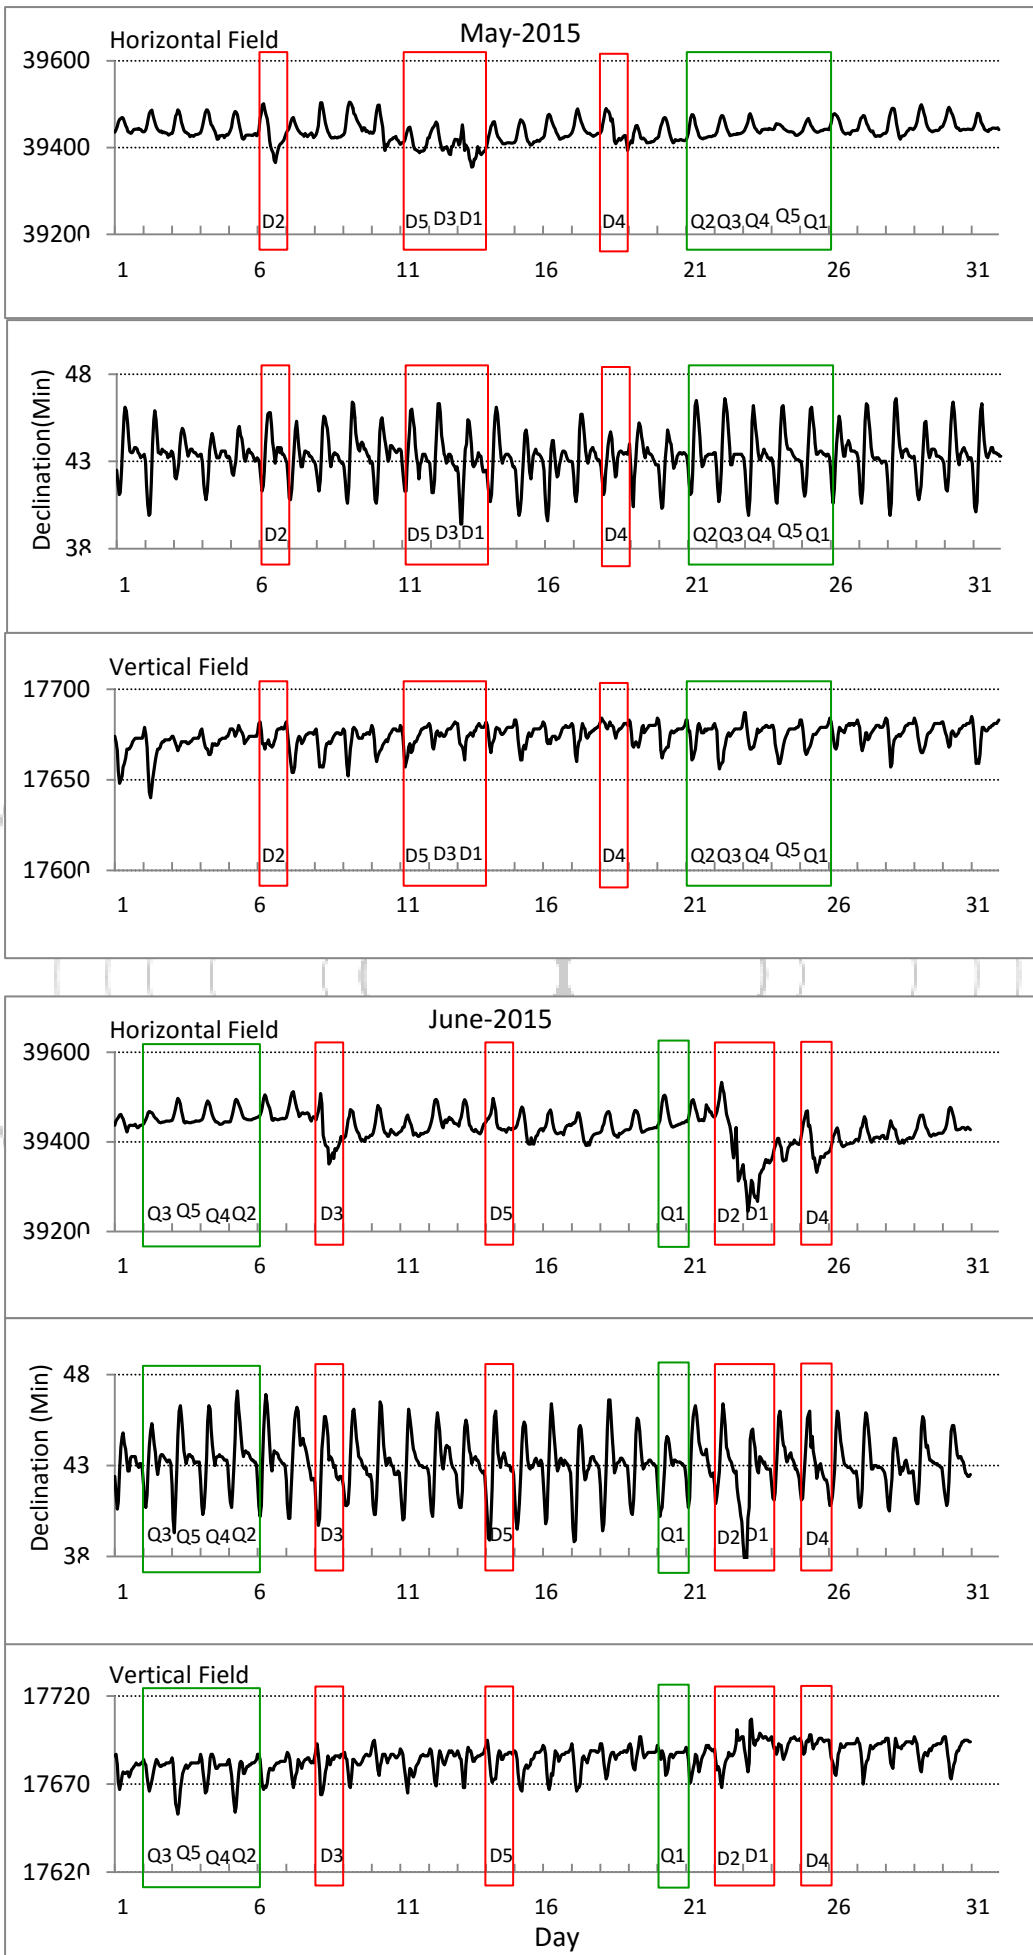 May-2015
Horizontal Field
39600
39400
39200
D2 D5 D3 D1 D4 Q2 Q3 Q4 Q5 Q1
1 6 11 16 21 26 31
Declination(Min)
48
43
38
D2 D5 D3 D1 D4 Q2 Q3 Q4 Q5 Q1
1 6 11 16 21 26 31
Vertical Field
17700
17650
17600
D2 D5 D3 D1 D4 Q2 Q3 Q4 Q5 Q1
1 6 11 16 21 26 31
June-2015
Horizontal Field
39600
39400
39200
Q3 Q5 Q4 Q2 D3 D5 Q1 D2 D1 D4
1 6 11 16 21 26 31
Declination (Min)
48
43
38
Q3 Q5 Q4 Q2 D3 D5 Q1 D2 D1 D4
1 6 11 16 21 26 31
Vertical Field
17720
17670
17620
Q3 Q5 Q4 Q2 D3 D5 Q1 D2 D1 D4
1 6 11 16 21 26 31
Day